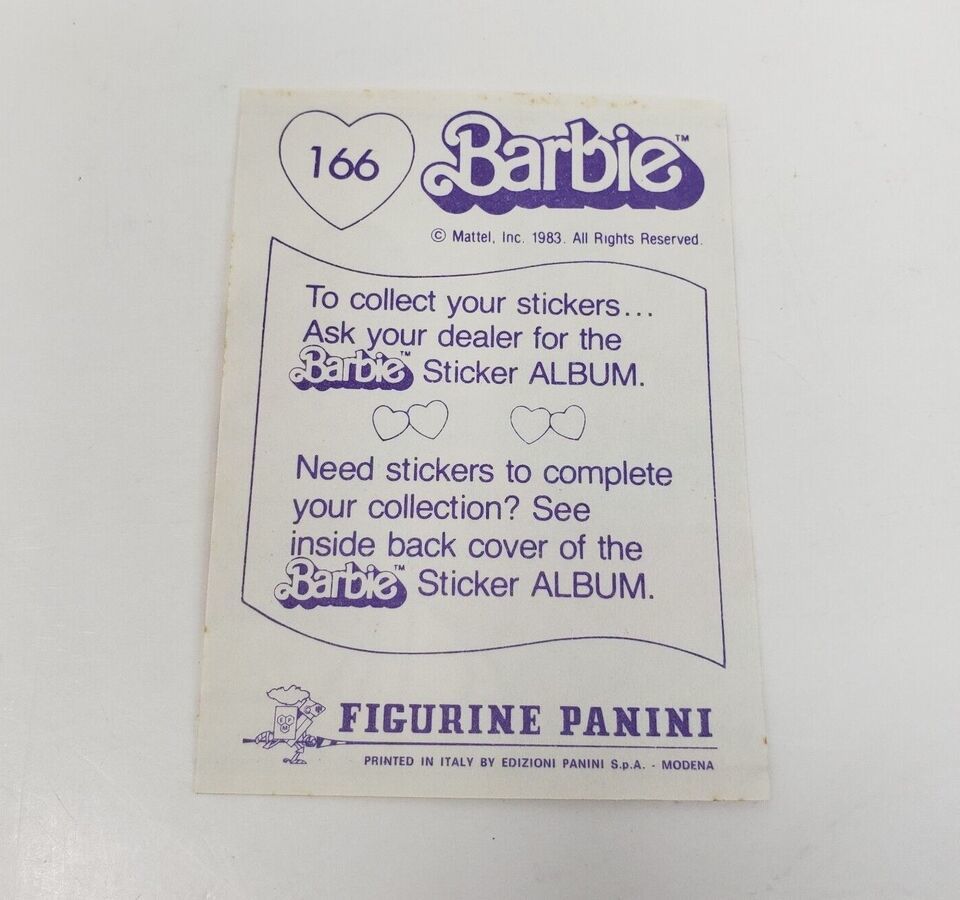 166
Barbie™
© Mattel, Inc. 1983. All Rights Reserved.
To collect your stickers...
Ask your dealer for the
Barbie™ Sticker ALBUM.
Need stickers to complete
your collection? See
inside back cover of the
Barbie™ Sticker ALBUM.
FIGURINE PANINI
PRINTED IN ITALY BY EDIZIONI PANINI S.p.A. - MODENA